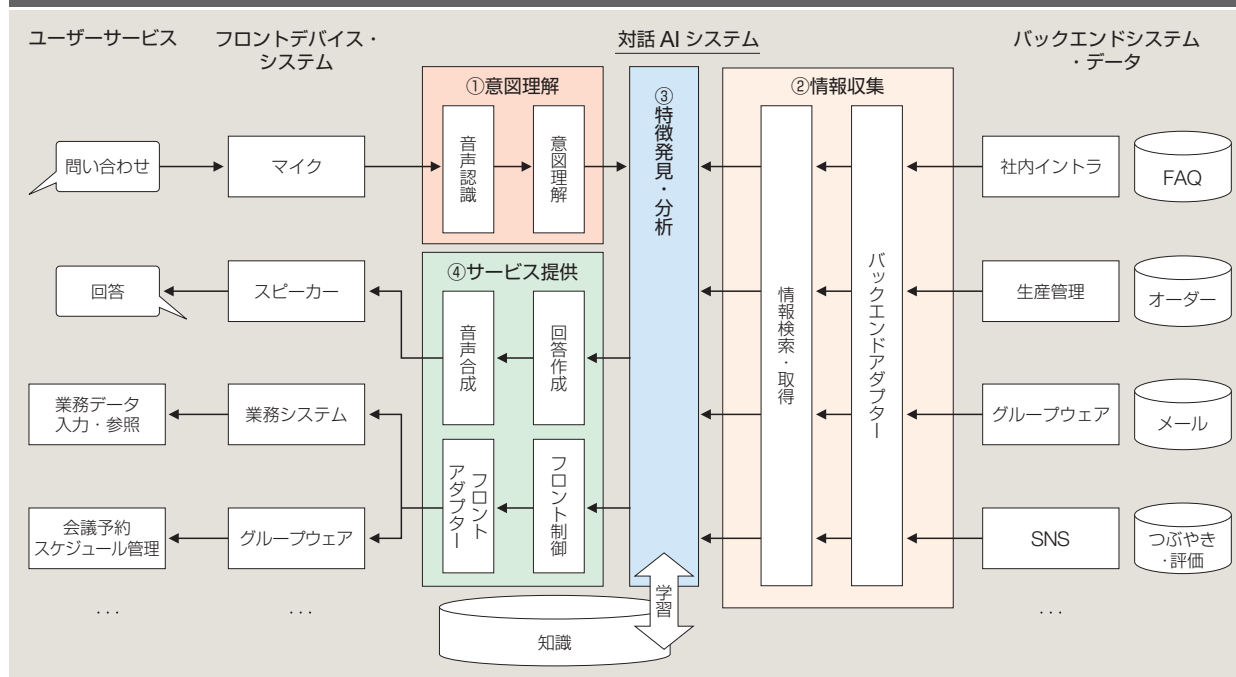 ユーザーサービス
フロントデバイス・
システム
対話 AI システム
バックエンドシステム
・データ
①意図理解
音声認識
意図理解
③特徴発見・分析
②情報収集
情報検索・取得
バックエンドアダプター
問い合わせ
マイク
社内イントラ
FAQ
④サービス提供
回答
スピーカー
音声合成
回答作成
生産管理
オーダー
業務データ
入力・参照
業務システム
グループウェア
メール
フロント
アダプター
フロント制御
会議予約
スケジュール管理
グループウェア
SNS
つぶやき
・評価
...
...
...
学習
知識